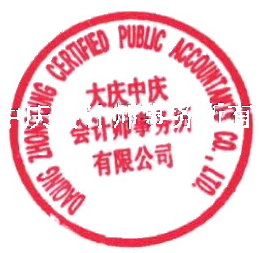 DAQING ZHONGQING CERTIFIED PUBLIC ACCOUNTANTS CO., LTD.
大庆中庆
会计师事务所
有限公司